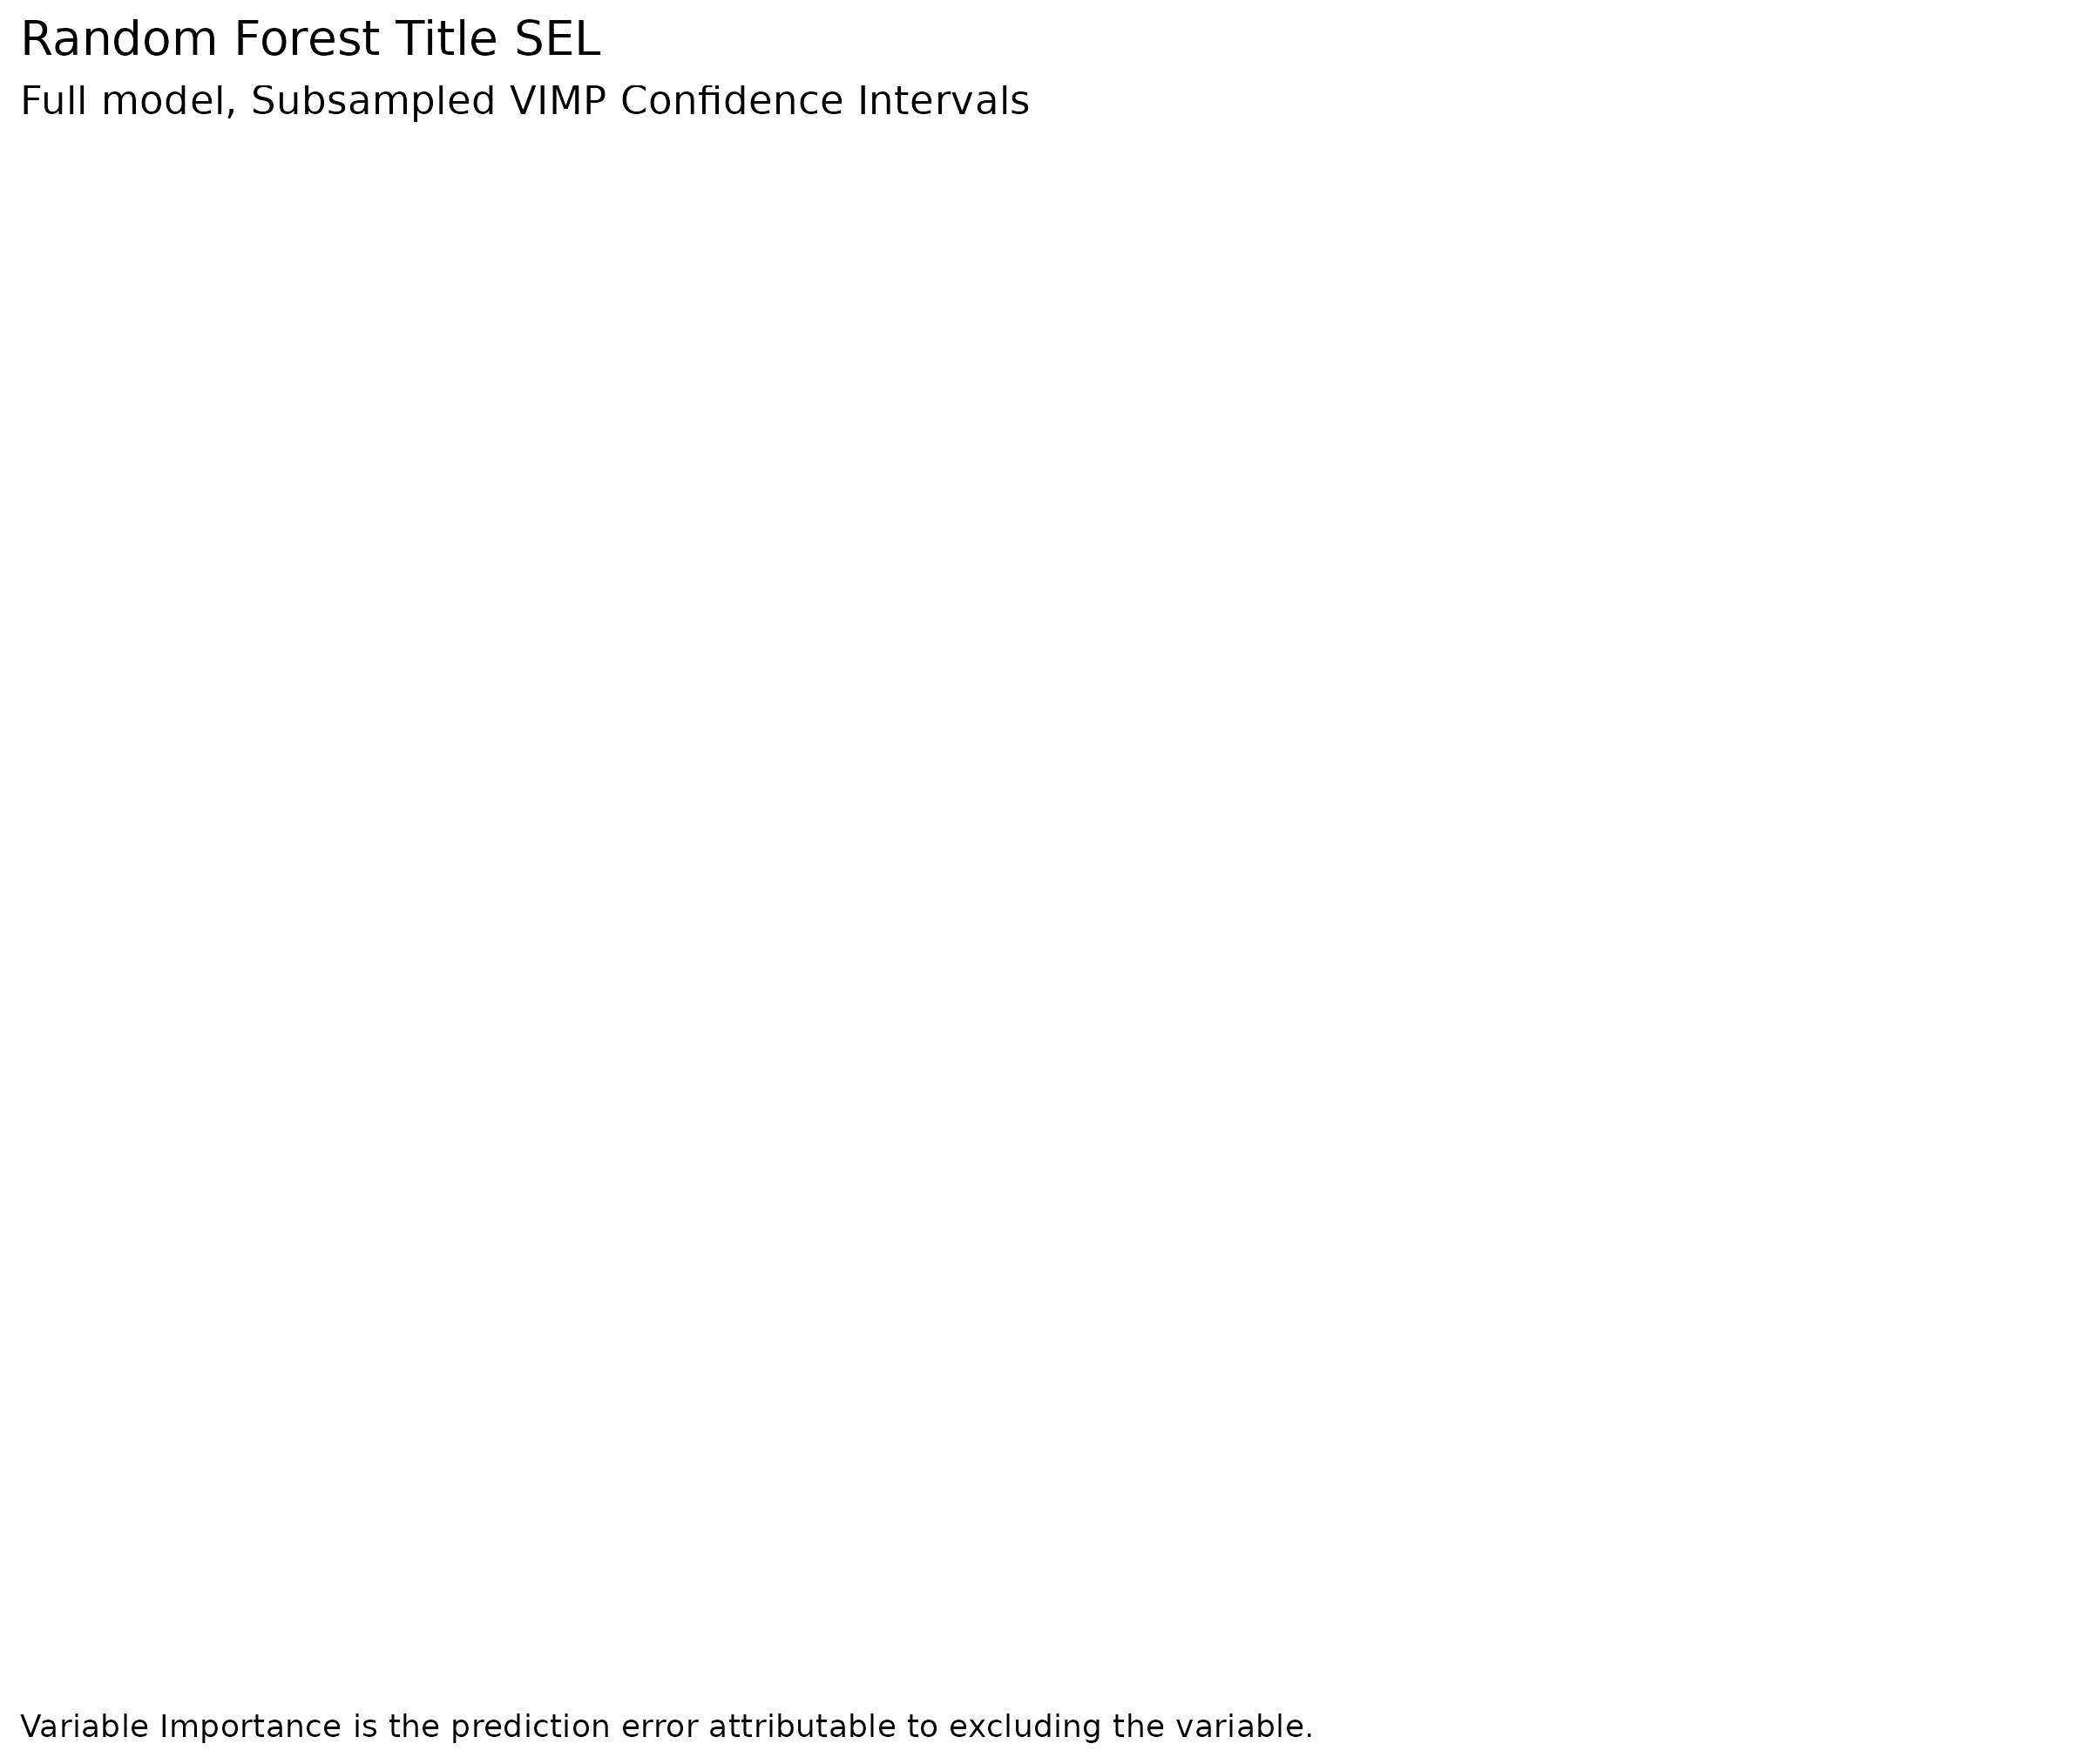 Random Forest Title SEL
Full model, Subsampled VIMP Confidence Intervals
Variable Importance is the prediction error attributable to excluding the variable.